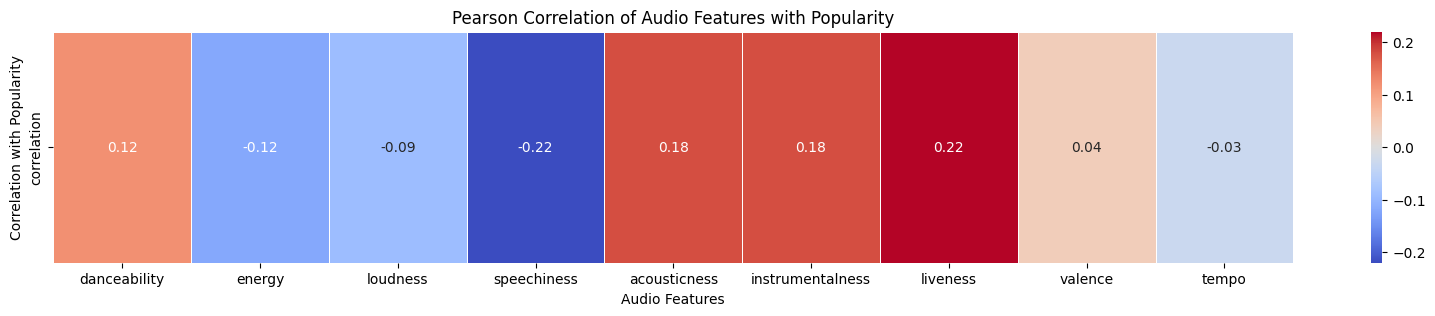 Pearson Correlation of Audio Features with Popularity
Correlation with Popularity
correlation
0.12 -0.12 -0.09 -0.22 0.18 0.18 0.22 0.04 -0.03
danceability energy loudness speechiness acousticness instrumentalness liveness valence tempo
Audio Features
0.2
0.1
0.0
−0.1
−0.2